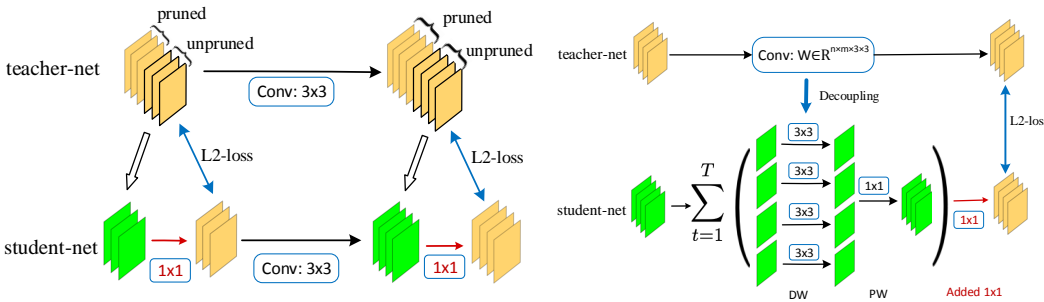 pruned
unpruned
teacher-net
Conv: 3x3
pruned
unpruned
L2-loss
L2-loss
student-net
1x1
Conv: 3x3
1x1
teacher-net
Conv: W∈R^{n×m×3×3}
Decoupling
L2-los
student-net
T
∑
t=1
(
3x3
3x3
3x3
3x3
1x1
)
1x1
DW
PW
Added 1x1